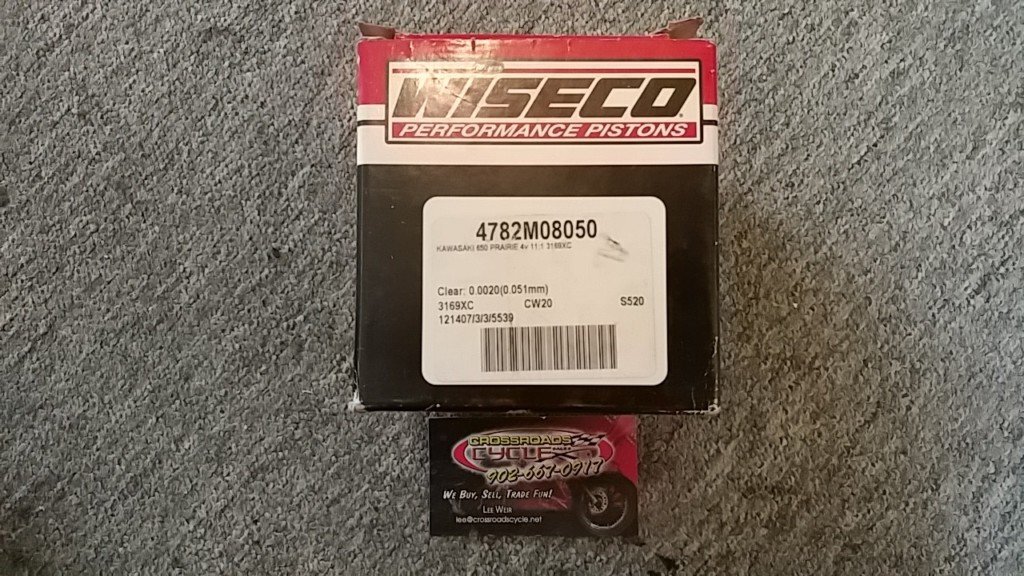 WISECO
PERFORMANCE PISTONS
4782M08050
KAWASAKI 650 PRAIRIE 4v 11:1 3169XC
Clear: 0.0020(0.051mm)
3169XC CW20 S520
121407/3/3/5539
CROSSROADS
CYCLE
903-667-0917
WE BUY, SELL, TRADE FUN!
LEE WEIR
lee@crossroadscycle.net